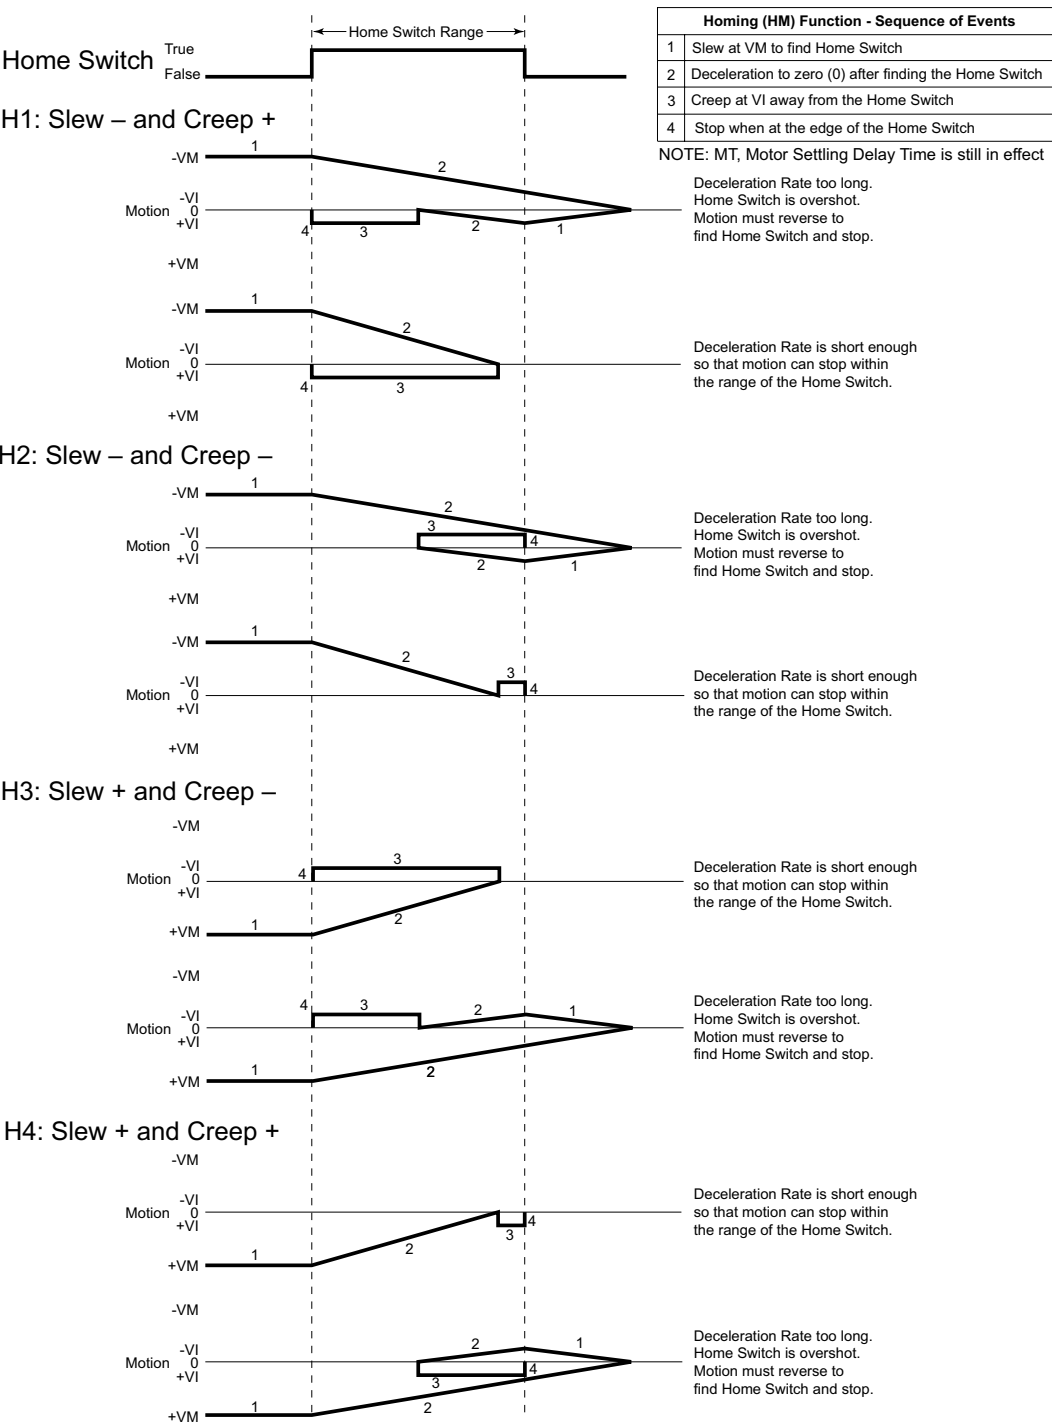 Home Switch Range
Home Switch
True
False
Homing (HM) Function - Sequence of Events
1 Slew at VM to find Home Switch
2 Deceleration to zero (0) after finding the Home Switch
3 Creep at VI away from the Home Switch
4 Stop when at the edge of the Home Switch
NOTE: MT, Motor Settling Delay Time is still in effect
H1: Slew – and Creep +
-VM 1 2
-VI
Motion 0
+VI
4 3 2 1
+VM
Deceleration Rate too long.
Home Switch is overshot.
Motion must reverse to
find Home Switch and stop.
-VM 1
2
-VI
Motion 0
+VI
4 3
+VM
Deceleration Rate is short enough
so that motion can stop within
the range of the Home Switch.
H2: Slew – and Creep –
-VM 1
2
-VI 3
Motion 0 4
+VI 2 1
+VM
Deceleration Rate too long.
Home Switch is overshot.
Motion must reverse to
find Home Switch and stop.
-VM 1
2
-VI 3
Motion 0 4
+VI
+VM
Deceleration Rate is short enough
so that motion can stop within
the range of the Home Switch.
H3: Slew + and Creep –
-VM
-VI 3
Motion 0 4
+VI
+VM 1 2
Deceleration Rate is short enough
so that motion can stop within
the range of the Home Switch.
-VM
-VI 4 3 2 1
Motion 0
+VI
+VM 1 2
Deceleration Rate too long.
Home Switch is overshot.
Motion must reverse to
find Home Switch and stop.
H4: Slew + and Creep +
-VM
-VI
Motion 0
+VI 4
3
+VM 1 2
Deceleration Rate is short enough
so that motion can stop within
the range of the Home Switch.
-VM
-VI 2 1
Motion 0
+VI 4
3
+VM 1 2
Deceleration Rate too long.
Home Switch is overshot.
Motion must reverse to
find Home Switch and stop.